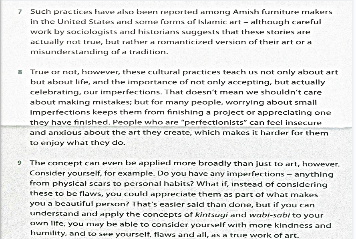 7 Such practices have also been reported among Amish furniture makers
in the United States and some forms of Islamic art – although careful
work by sociologists and historians suggests that these stories are
actually not true, but rather a romanticized version of their art or a
misunderstanding of a tradition.
8 True or not, however, these cultural practices teach us not only about art
but about life, and the importance of not only accepting, but actually
celebrating, our imperfections. That doesn't mean we shouldn't care
about making mistakes; but for many people, worrying about small
imperfections keeps them from finishing a project or appreciating one
they have finished. People who are "perfectionists" can feel insecure
and anxious about the art they create, which makes it harder for them
to enjoy what they do.
9 The concept can even be applied more broadly than just to art, however.
Consider yourself, for example. Do you have any imperfections – anything
from physical scars to personal habits? What if, instead of considering
these to be flaws, you could appreciate them as part of what makes
you a beautiful person? That's easier said than done, but if you can
understand and apply the concepts of kintsugi and wabi-sabi to your
own life, you may be able to consider yourself with more kindness and
humility, and to see yourself, flaws and all, as a true work of art.